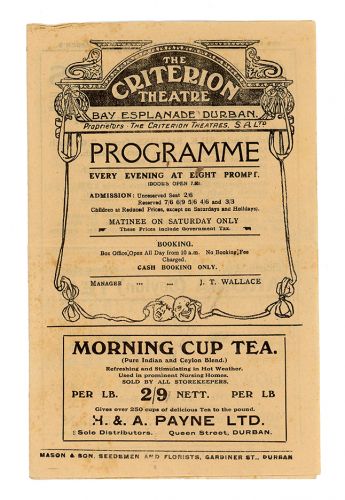 THE
CRITERION
THEATRE
BAY ESPLANADE DURBAN.
Proprietors - THE CRITERION THEATRES, S.A. LTD
PROGRAMME
EVERY EVENING AT EIGHT PROMPT.
(DOORS OPEN 7.30).
ADMISSION: Unreserved Seat 2/6
Reserved 7/6 6/9 5/6 4/6 and 3/3
Children at Reduced Prices, except on Saturdays and Holidays.
MATINEE ON SATURDAY ONLY
These Prices include Government Tax.
BOOKING.
Box Office Open All Day from 10 a.m. No Booking Fee
Charged.
CASH BOOKING ONLY.
MANAGER ... ... J. T. WALLACE
MORNING CUP TEA.
(Pure Indian and Ceylon Blend.)
Refreshing and Stimulating in Hot Weather.
Used in prominent Nursing Homes.
SOLD BY ALL STOREKEEPERS.
PER LB. 2/9 NETT. PER LB
Gives over 250 cups of delicious Tea to the pound.
H. & A. PAYNE LTD.
Sole Distributors. Queen Street, DURBAN.
MASON & SON, SEEDSMEN AND FLORISTS, GARDINER ST., DURBAN